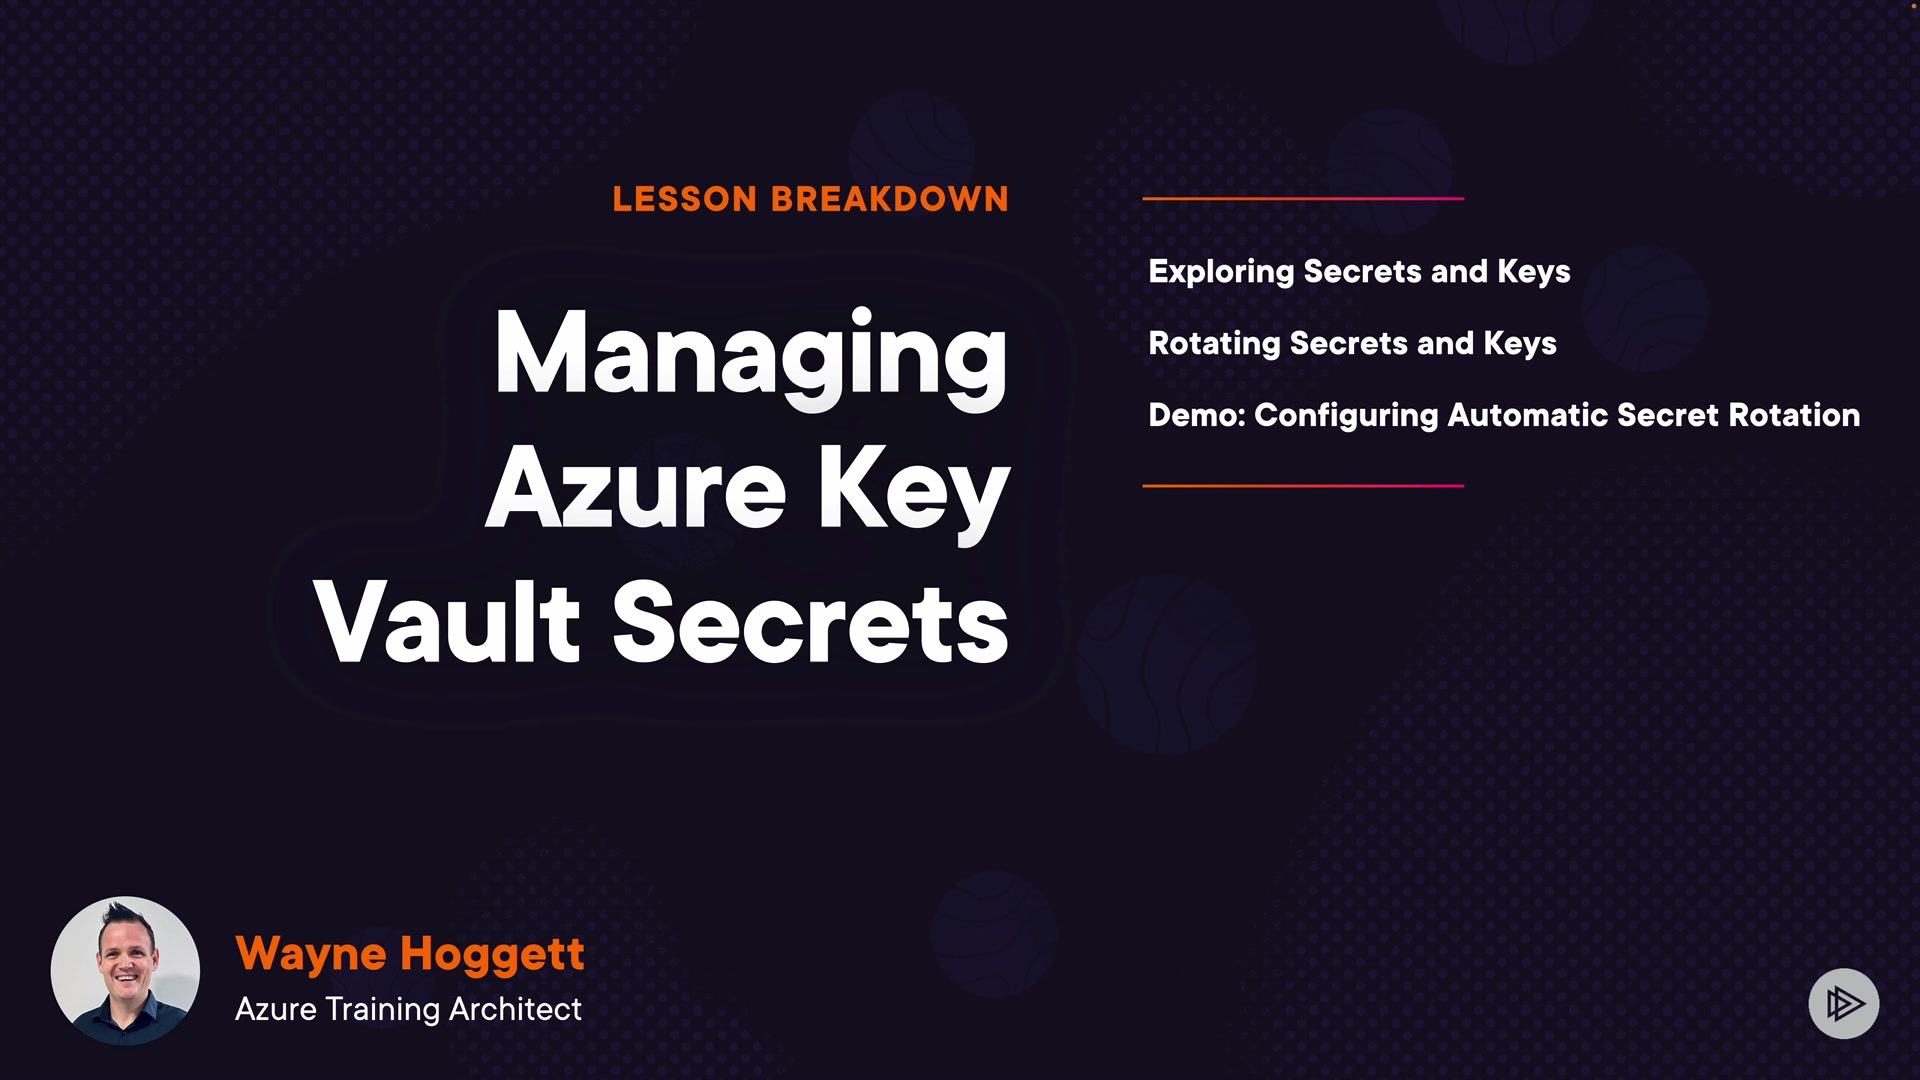 LESSON BREAKDOWN
Managing
Azure Key
Vault Secrets
Exploring Secrets and Keys
Rotating Secrets and Keys
Demo: Configuring Automatic Secret Rotation
Wayne Hoggett
Azure Training Architect